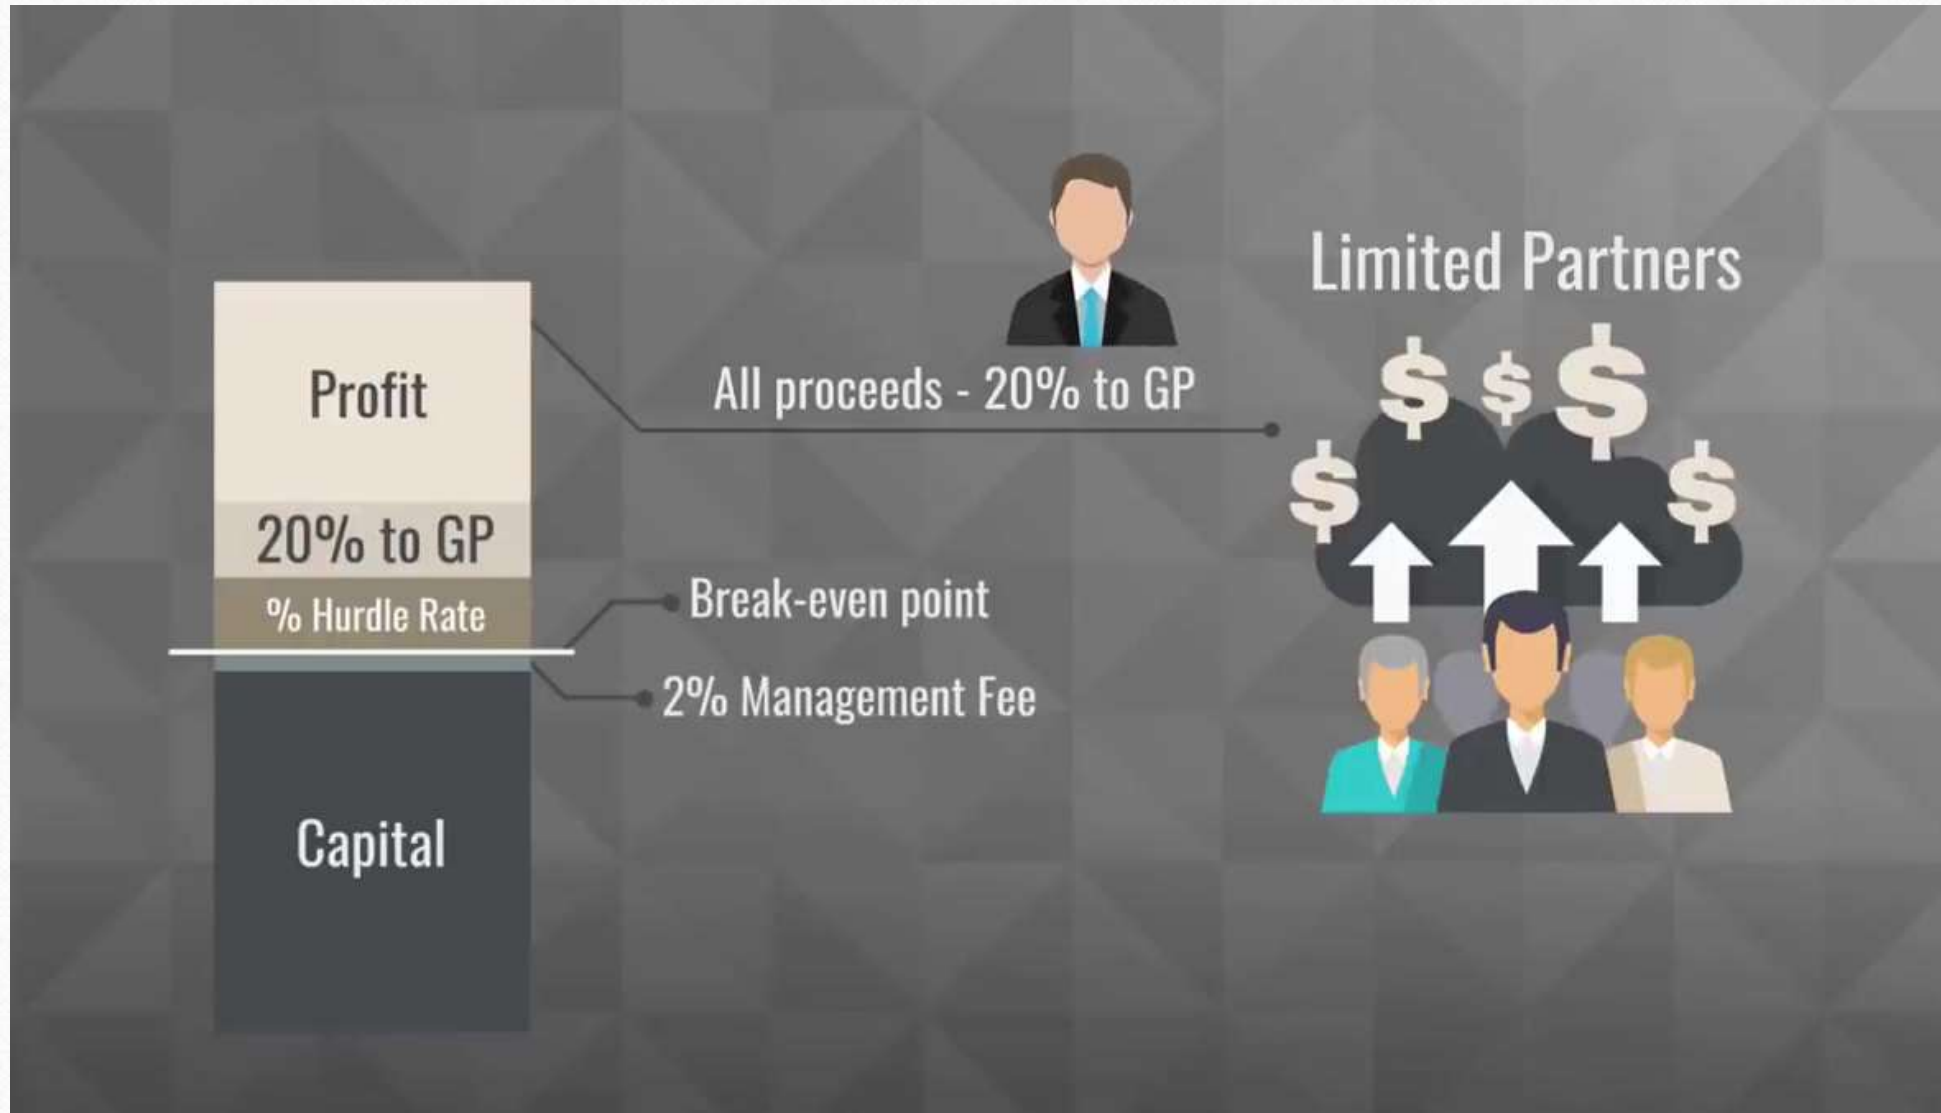 Limited Partners
Profit
All proceeds - 20% to GP
$ $ $
$ $
20% to GP
% Hurdle Rate
Break-even point
2% Management Fee
Capital